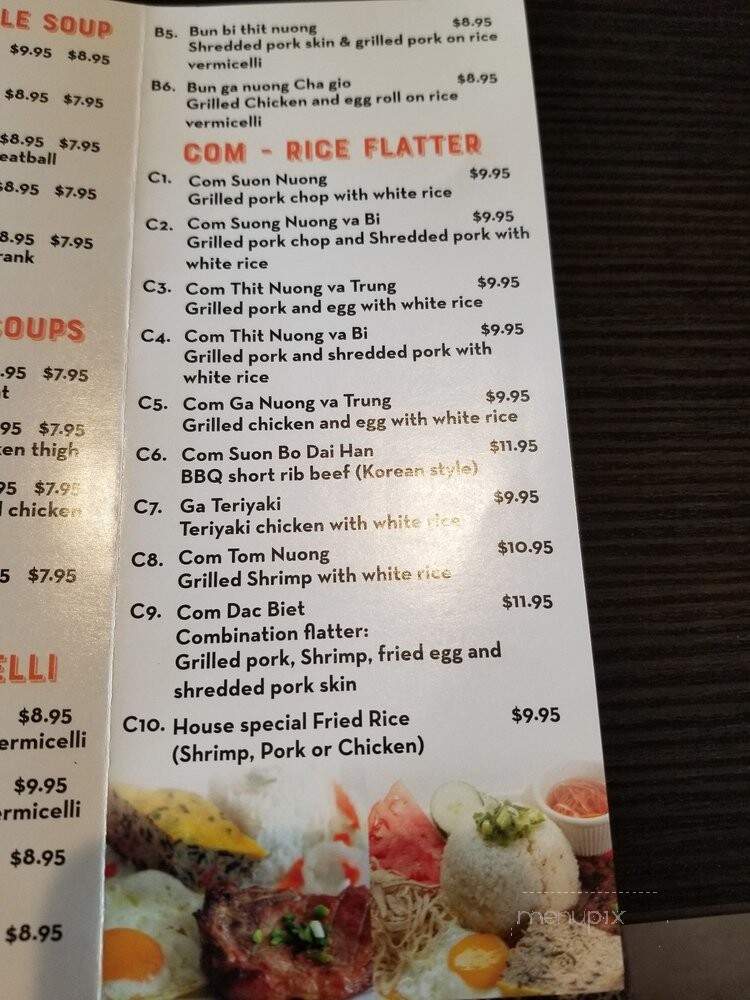 LE SOUP
$9.95 $8.95
$8.95 $7.95
$8.95 $7.95
eatball
$8.95 $7.95
8.95 $7.95
rank
OUPS
.95 $7.95
t
95 $7.95
en thigh
95 $7.95
chicken
5 $7.95
ELLI
$8.95
ermicelli
$9.95
rmicelli
$8.95
$8.95
B5. Bun bi thit nuong $8.95
Shredded pork skin & grilled pork on rice
vermicelli
B6. Bun ga nuong Cha gio $8.95
Grilled Chicken and egg roll on rice
vermicelli
COM - RICE FLATTER
C1. Com Suon Nuong $9.95
Grilled pork chop with white rice
C2. Com Suong Nuong va Bi $9.95
Grilled pork chop and Shredded pork with
white rice
C3. Com Thit Nuong va Trung $9.95
Grilled pork and egg with white rice
C4. Com Thit Nuong va Bi $9.95
Grilled pork and shredded pork with
white rice
C5. Com Ga Nuong va Trung $9.95
Grilled chicken and egg with white rice
C6. Com Suon Bo Dai Han $11.95
BBQ short rib beef (Korean style)
C7. Ga Teriyaki $9.95
Teriyaki chicken with white rice
C8. Com Tom Nuong $10.95
Grilled Shrimp with white rice
C9. Com Dac Biet $11.95
Combination flatter:
Grilled pork, Shrimp, fried egg and
shredded pork skin
C10. House special Fried Rice $9.95
(Shrimp, Pork or Chicken)
menupix